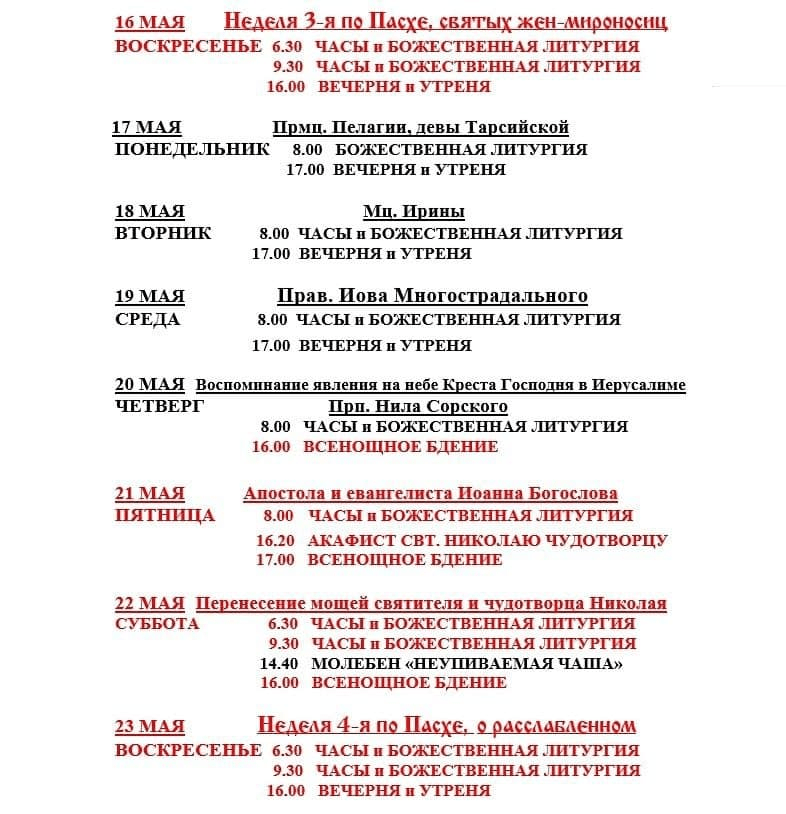 16 МАЯ Неделя 3-я по Пасхе, святых жен-мироносиц
ВОСКРЕСЕНЬЕ 6.30 ЧАСЫ и БОЖЕСТВЕННАЯ ЛИТУРГИЯ
9.30 ЧАСЫ и БОЖЕСТВЕННАЯ ЛИТУРГИЯ
16.00 ВЕЧЕРНЯ и УТРЕНЯ
17 МАЯ Прмц. Пелагии, девы Тарсийской
ПОНЕДЕЛЬНИК 8.00 БОЖЕСТВЕННАЯ ЛИТУРГИЯ
17.00 ВЕЧЕРНЯ и УТРЕНЯ
18 МАЯ Мц. Ирины
ВТОРНИК 8.00 ЧАСЫ и БОЖЕСТВЕННАЯ ЛИТУРГИЯ
17.00 ВЕЧЕРНЯ и УТРЕНЯ
19 МАЯ Прав. Иова Многострадального
СРЕДА 8.00 ЧАСЫ и БОЖЕСТВЕННАЯ ЛИТУРГИЯ
17.00 ВЕЧЕРНЯ и УТРЕНЯ
20 МАЯ Воспоминание явления на небе Креста Господня в Иерусалиме
ЧЕТВЕРГ Прп. Нила Сорского
8.00 ЧАСЫ и БОЖЕСТВЕННАЯ ЛИТУРГИЯ
16.00 ВСЕНОЩНОЕ БДЕНИЕ
21 МАЯ Апостола и евангелиста Иоанна Богослова
ПЯТНИЦА 8.00 ЧАСЫ и БОЖЕСТВЕННАЯ ЛИТУРГИЯ
16.20 АКАФИСТ СВТ. НИКОЛАЮ ЧУДОТВОРЦУ
17.00 ВСЕНОЩНОЕ БДЕНИЕ
22 МАЯ Перенесение мощей святителя и чудотворца Николая
СУББОТА 6.30 ЧАСЫ и БОЖЕСТВЕННАЯ ЛИТУРГИЯ
9.30 ЧАСЫ и БОЖЕСТВЕННАЯ ЛИТУРГИЯ
14.40 МОЛЕБЕН «НЕУПИВАЕМАЯ ЧАША»
16.00 ВСЕНОЩНОЕ БДЕНИЕ
23 МАЯ Неделя 4-я по Пасхе, о расслабленном
ВОСКРЕСЕНЬЕ 6.30 ЧАСЫ и БОЖЕСТВЕННАЯ ЛИТУРГИЯ
9.30 ЧАСЫ и БОЖЕСТВЕННАЯ ЛИТУРГИЯ
16.00 ВЕЧЕРНЯ и УТРЕНЯ